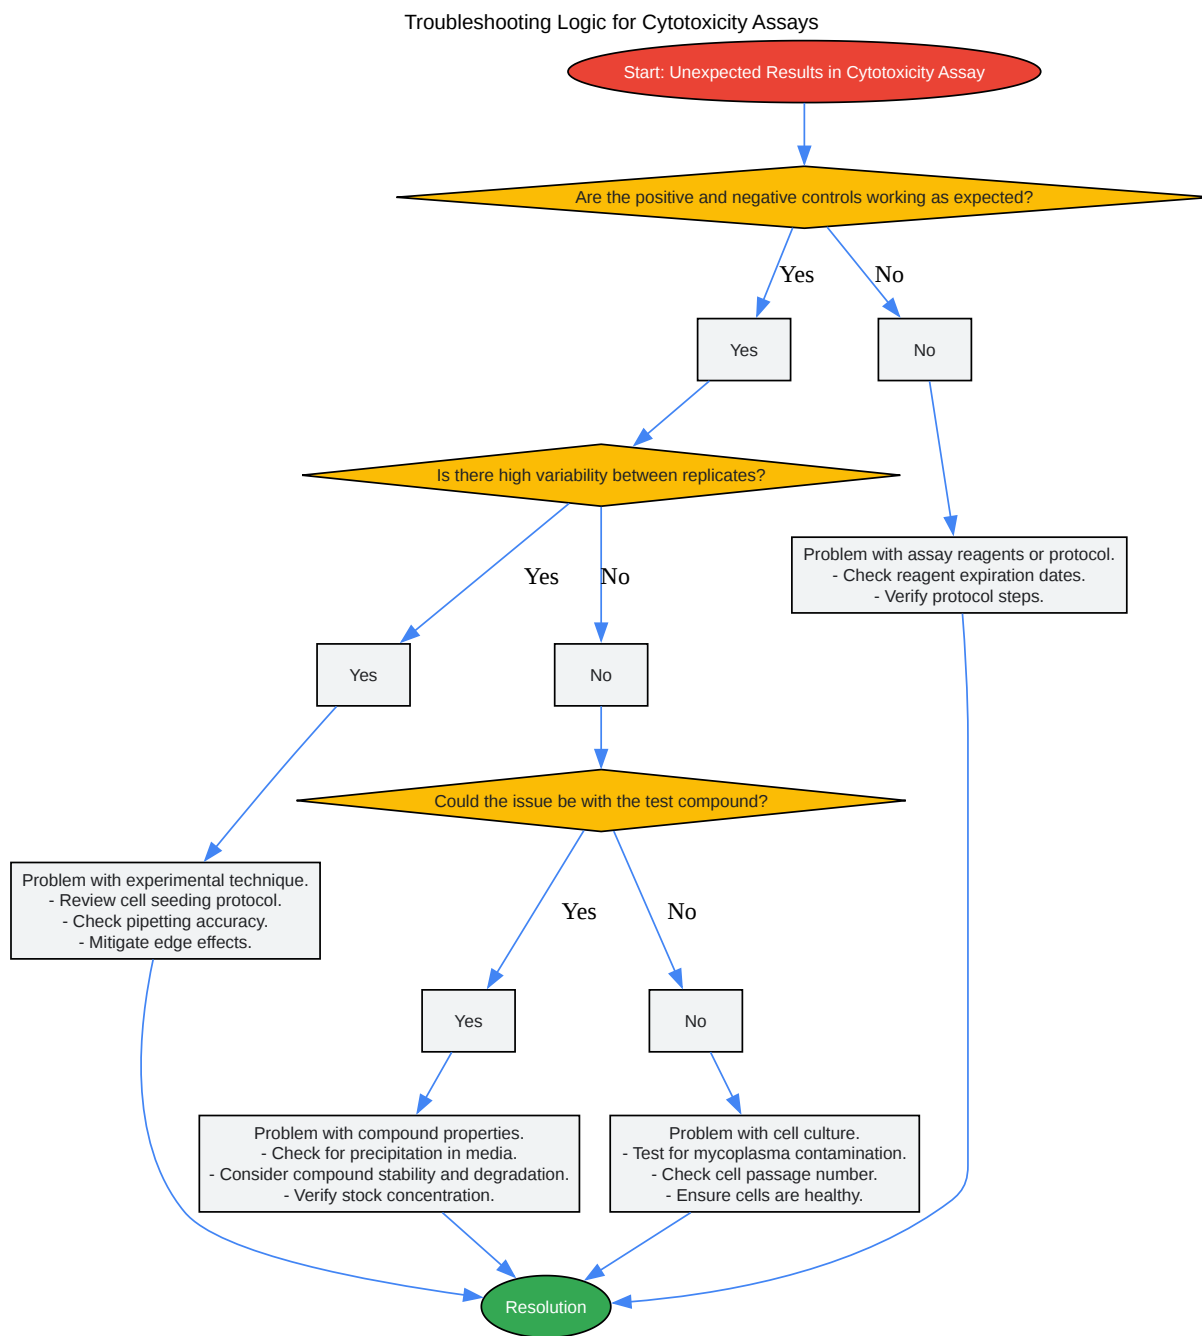 Troubleshooting Logic for Cytotoxicity Assays
Start: Unexpected Results in Cytotoxicity Assay
Are the positive and negative controls working as expected?
Yes
No
Yes
No
Is there high variability between replicates?
Problem with assay reagents or protocol.
- Check reagent expiration dates.
- Verify protocol steps.
Yes
No
Yes
No
Could the issue be with the test compound?
Problem with experimental technique.
- Review cell seeding protocol.
- Check pipetting accuracy.
- Mitigate edge effects.
Yes
No
Yes
No
Problem with compound properties.
- Check for precipitation in media.
- Consider compound stability and degradation.
- Verify stock concentration.
Problem with cell culture.
- Test for mycoplasma contamination.
- Check cell passage number.
- Ensure cells are healthy.
Resolution